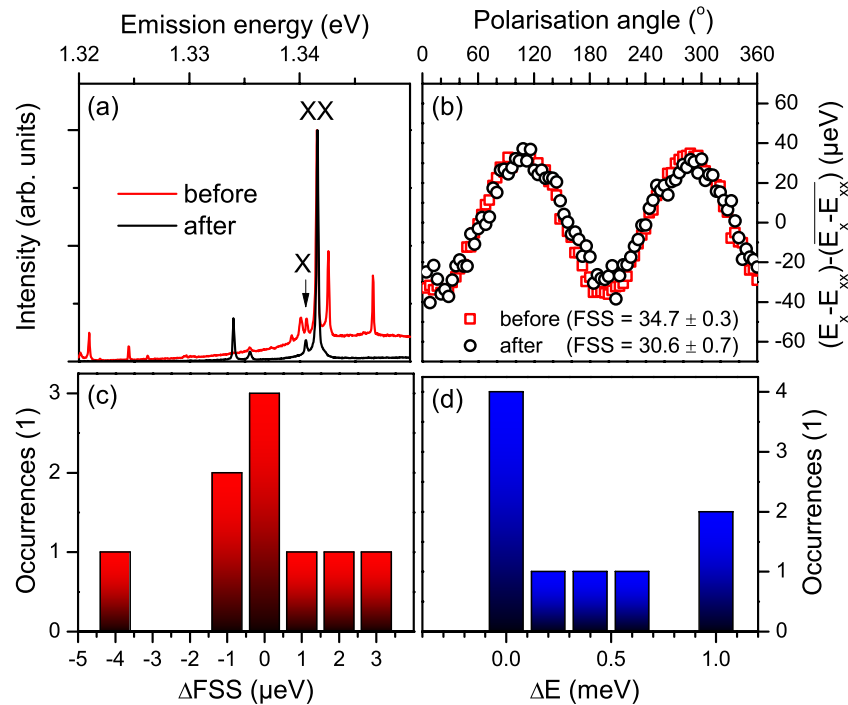 Emission energy (eV)
1.32 1.33 1.34
(a)
XX
before
after
X
Intensity (arb. units)
Polarisation angle (°)
0 60 120 180 240 300 360
(b)
60
40
20
0
-20
-40
-60
(Eₓ-Eₓₓ)-(Eₓ-Eₓₓ) (µeV)
before (FSS = 34.7 ± 0.3)
after (FSS = 30.6 ± 0.7)
(c)
3
2
1
0
Occurrences (1)
-5 -4 -3 -2 -1 0 1 2 3
ΔFSS (µeV)
(d)
4
3
2
1
0
Occurrences (1)
0.0 0.5 1.0
ΔE (meV)